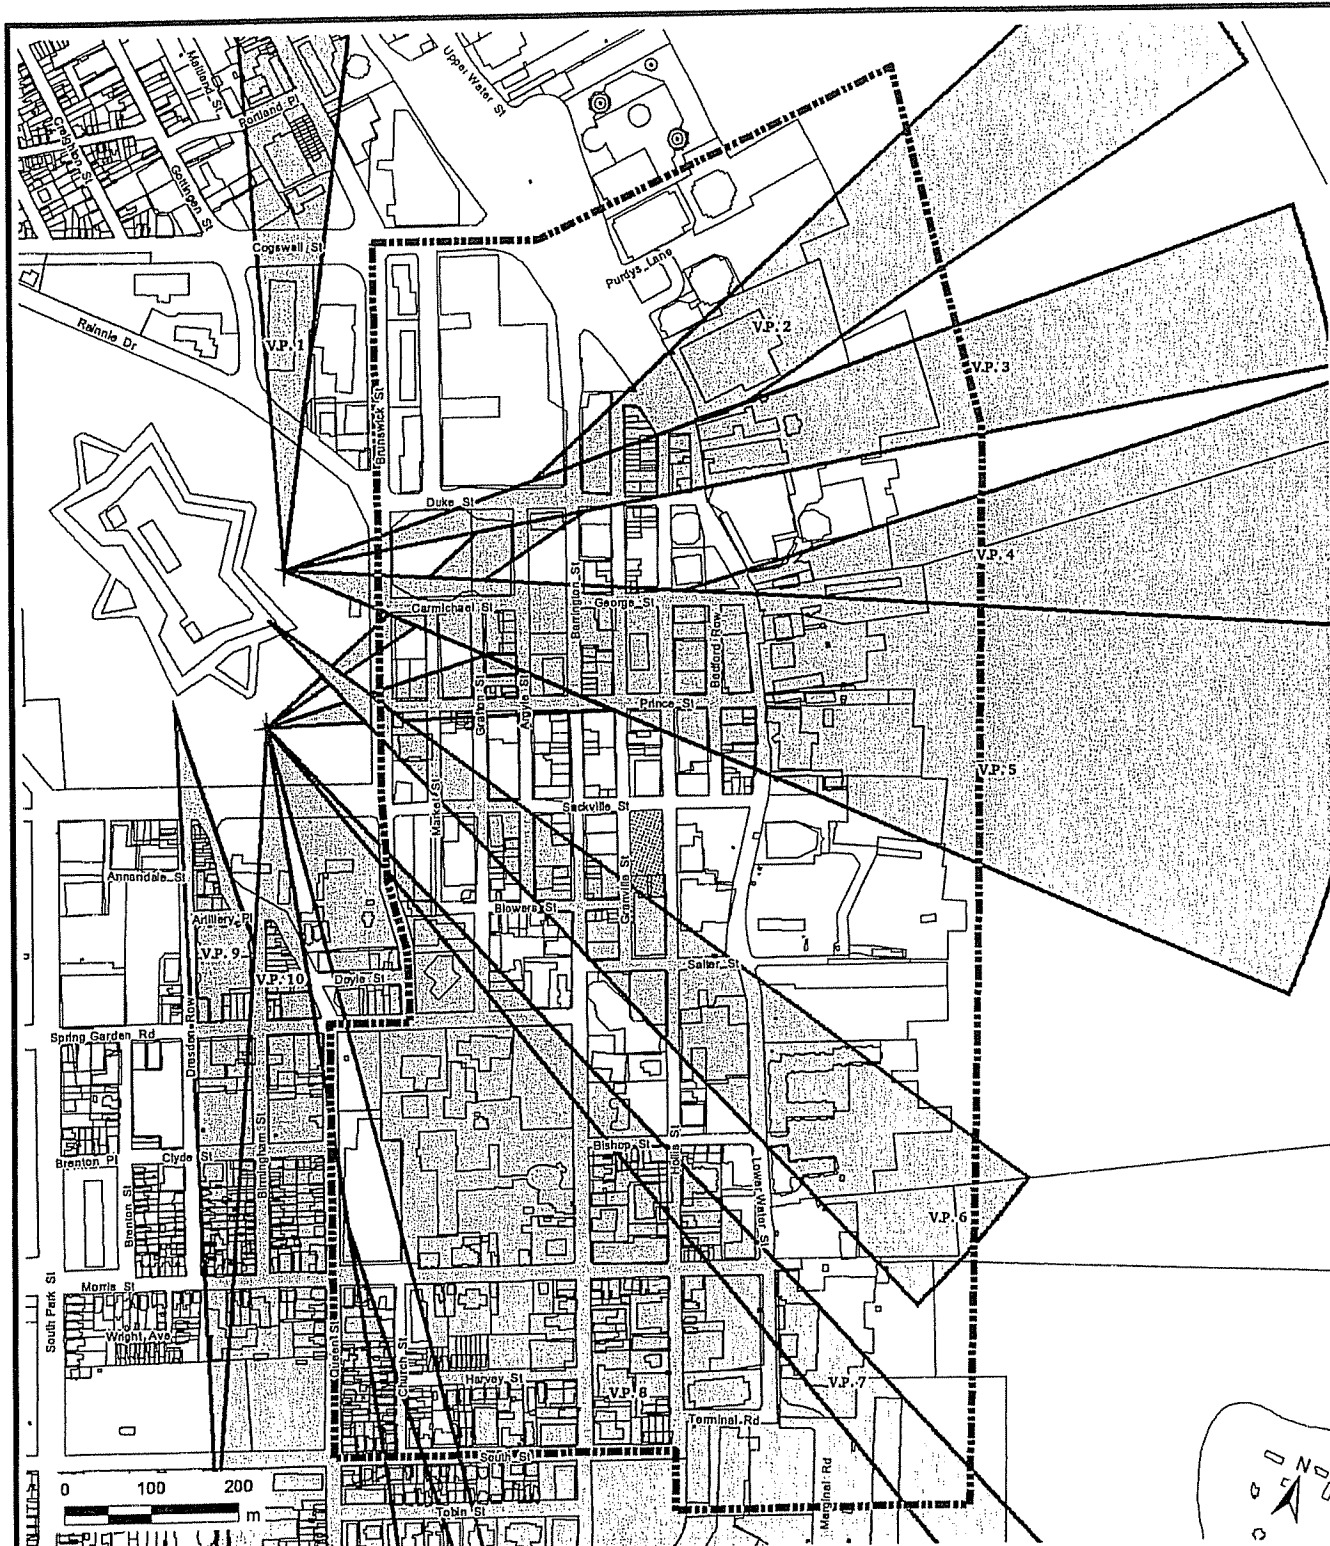 Upper Water St
Maitland St
Portland Pl
Creighton St
Gottingen St
Cogswell St
Purdys Lane
Rainnie Dr
V.P. 1
V.P. 2
V.P. 3
Brunswick St
Duke St
V.P. 4
Barrington St
Carmichael St
George St
Bedford Row
Grafton St
Argyle St
Prince St
V.P. 5
Market St
Sackville St
Annandale St
Granville St
Blowers St
Artillery Pl
V.P. 9
V.P. 10
Doyle St
Salter St
Spring Garden Rd
Dresden Row
Birmingham St
Bishop St
Hollis St
Brenton Pl
Clyde St
Lower Water St
Brenton St
V.P. 6
Morris St
South Park St
Wright Ave
Queen St
Church St
Harvey St
V.P. 8
V.P. 7
Terminal Rd
South St
Marginal Rd
Tobin St
0 100 200
m
N